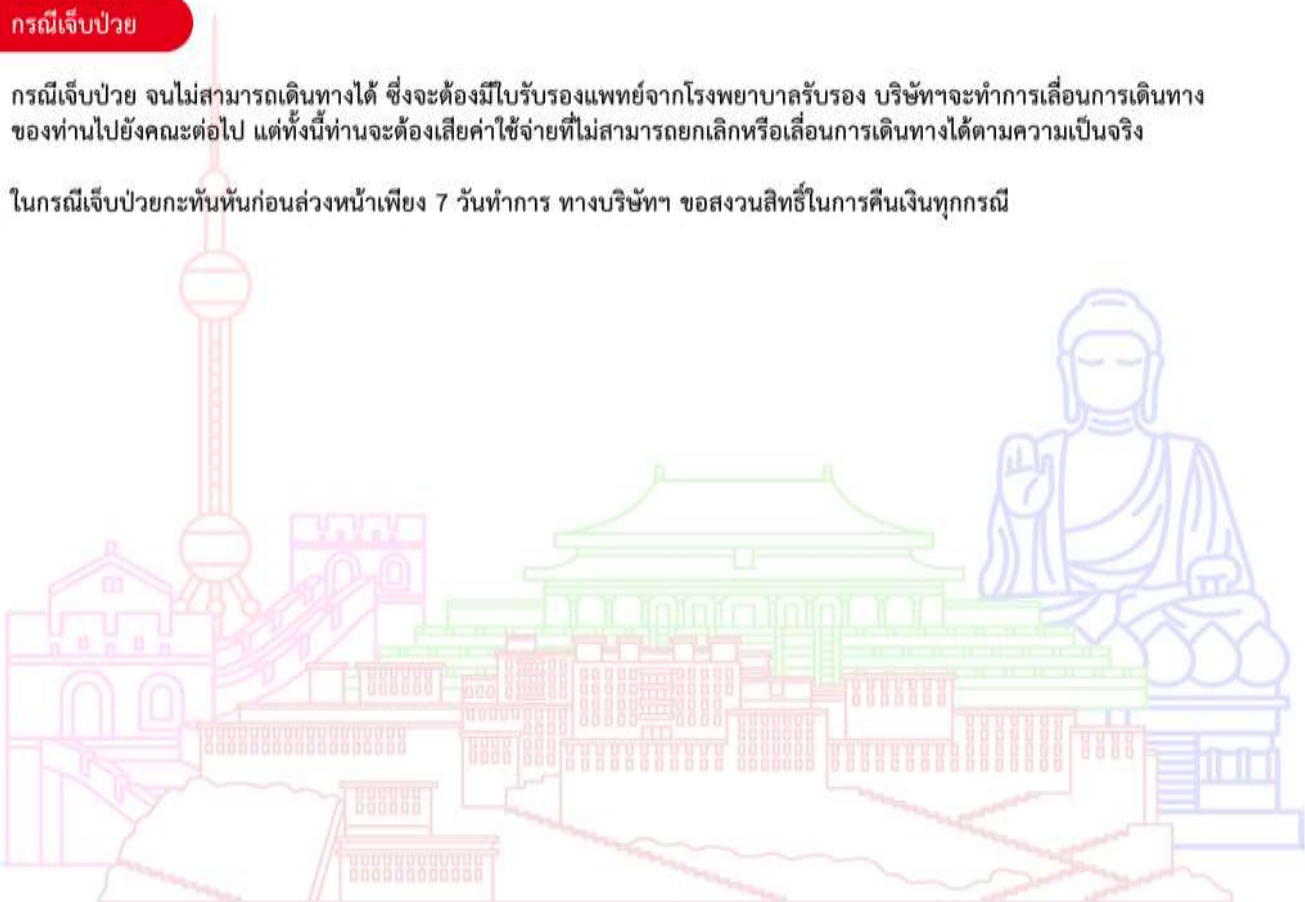 กรณีเจ็บป่วย
กรณีเจ็บป่วย จนไม่สามารถเดินทางได้ ซึ่งจะต้องมีใบรับรองแพทย์จากโรงพยาบาลรับรอง บริษัทฯจะทำการเลื่อนการเดินทาง
ของท่านไปยังคณะต่อไป แต่ทั้งนี้ท่านจะต้องเสียค่าใช้จ่ายที่ไม่สามารถยกเลิกหรือเลื่อนการเดินทางได้ตามความเป็นจริง
ในกรณีเจ็บป่วยกะทันหันก่อนล่วงหน้าเพียง 7 วันทำการ ทางบริษัทฯ ขอสงวนสิทธิ์ในการคืนเงินทุกกรณี